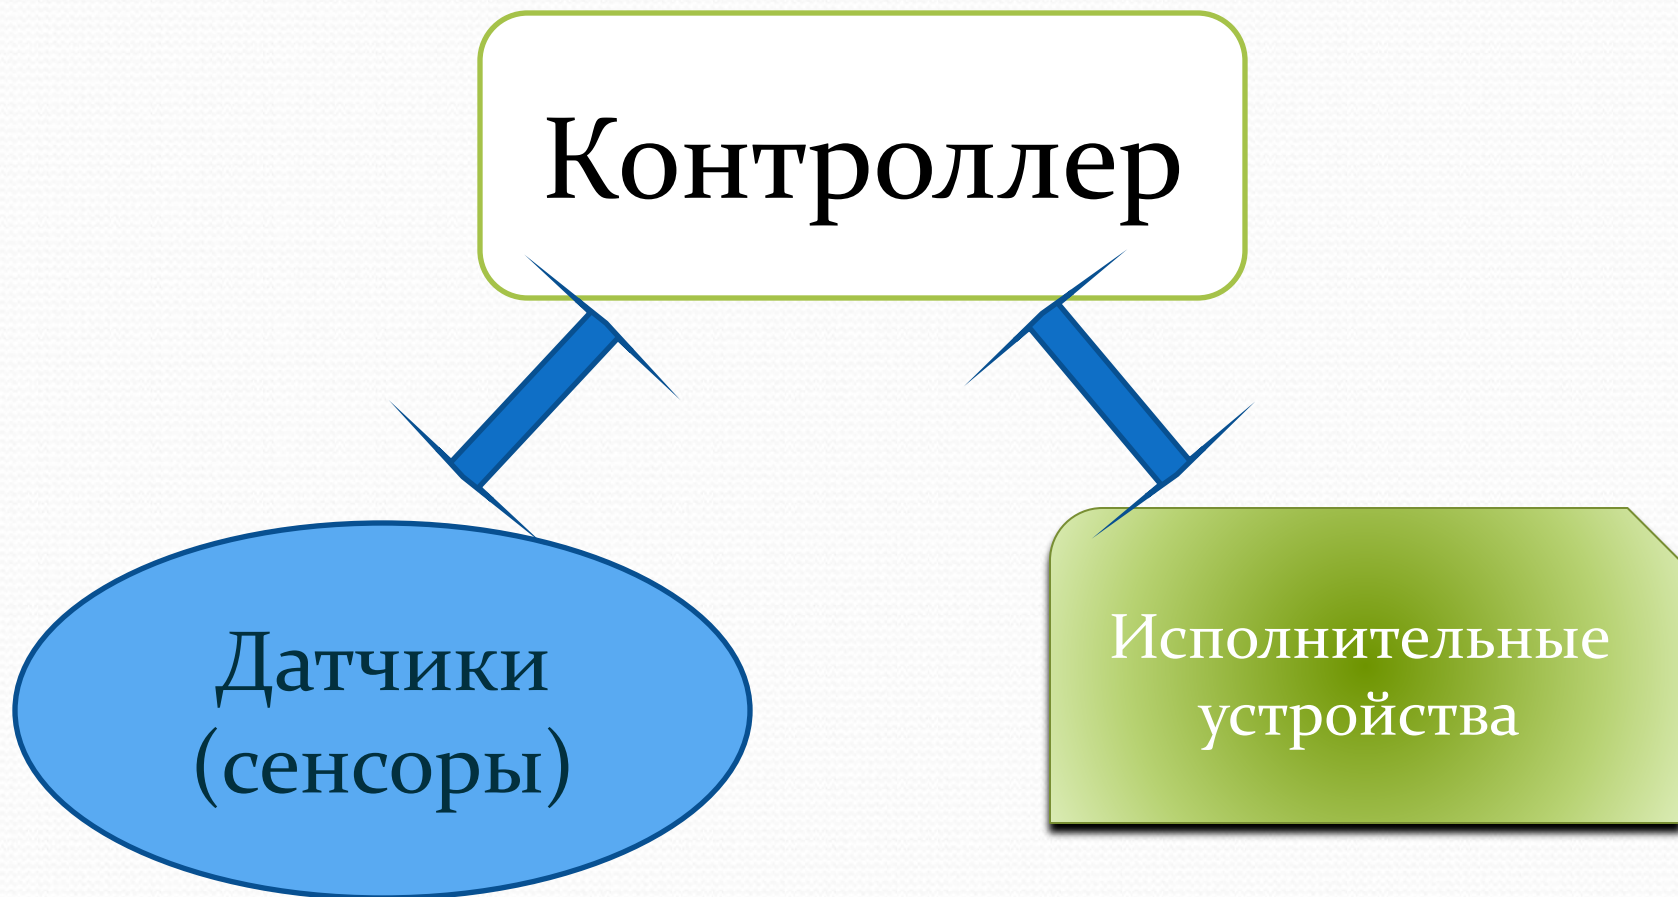 Контроллер
Датчики
(сенсоры)
Исполнительные
устройства